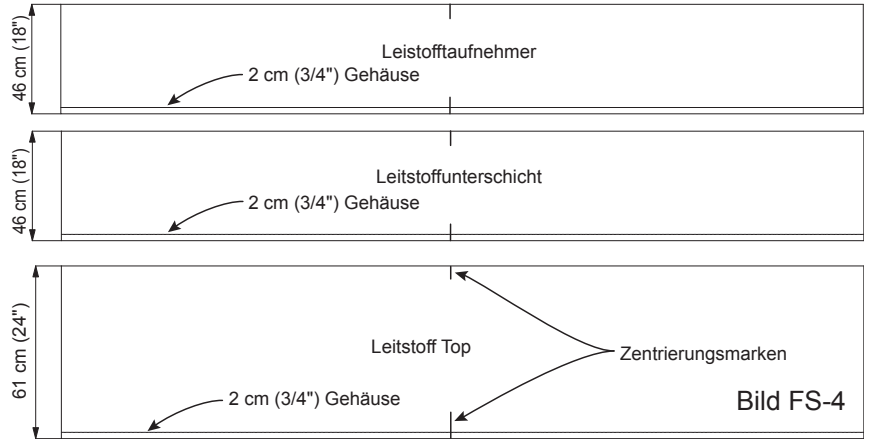 46 cm (18")
Leistofftaufnehmer
2 cm (3/4") Gehäuse
46 cm (18")
Leitstoffunterschicht
2 cm (3/4") Gehäuse
61 cm (24")
Leitstoff Top
Zentrierungsmarken
2 cm (3/4") Gehäuse
Bild FS-4